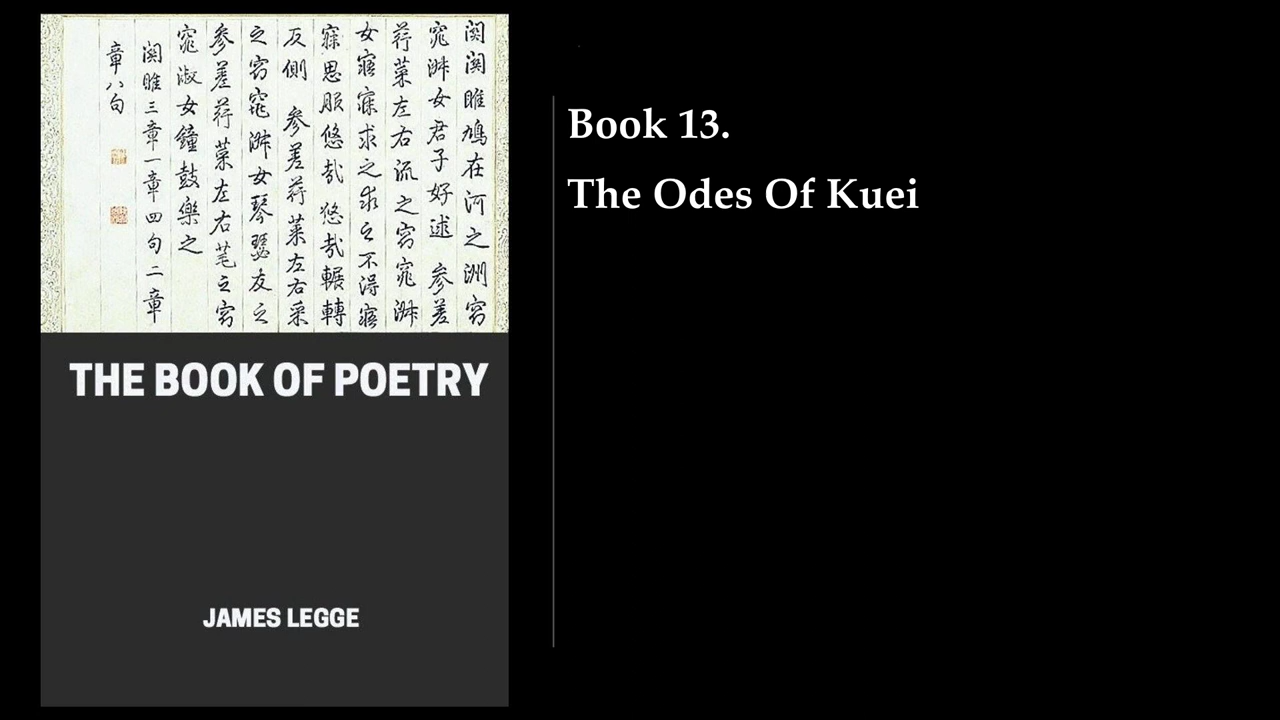 關關雎鳩在河之洲窈
窕淑女君子好逑 參差
荇菜左右流之窈窕淑
女寤寐求之求之不得寤
寐思服悠哉悠哉輾轉
反側 參差荇菜左右采
之窈窕淑女琴瑟友之
參差荇菜左右芼之窈
窕淑女鐘鼓樂之
關雎三章一章四句二章
章八句
THE BOOK OF POETRY
JAMES LEGGE
Book 13.
The Odes Of Kuei